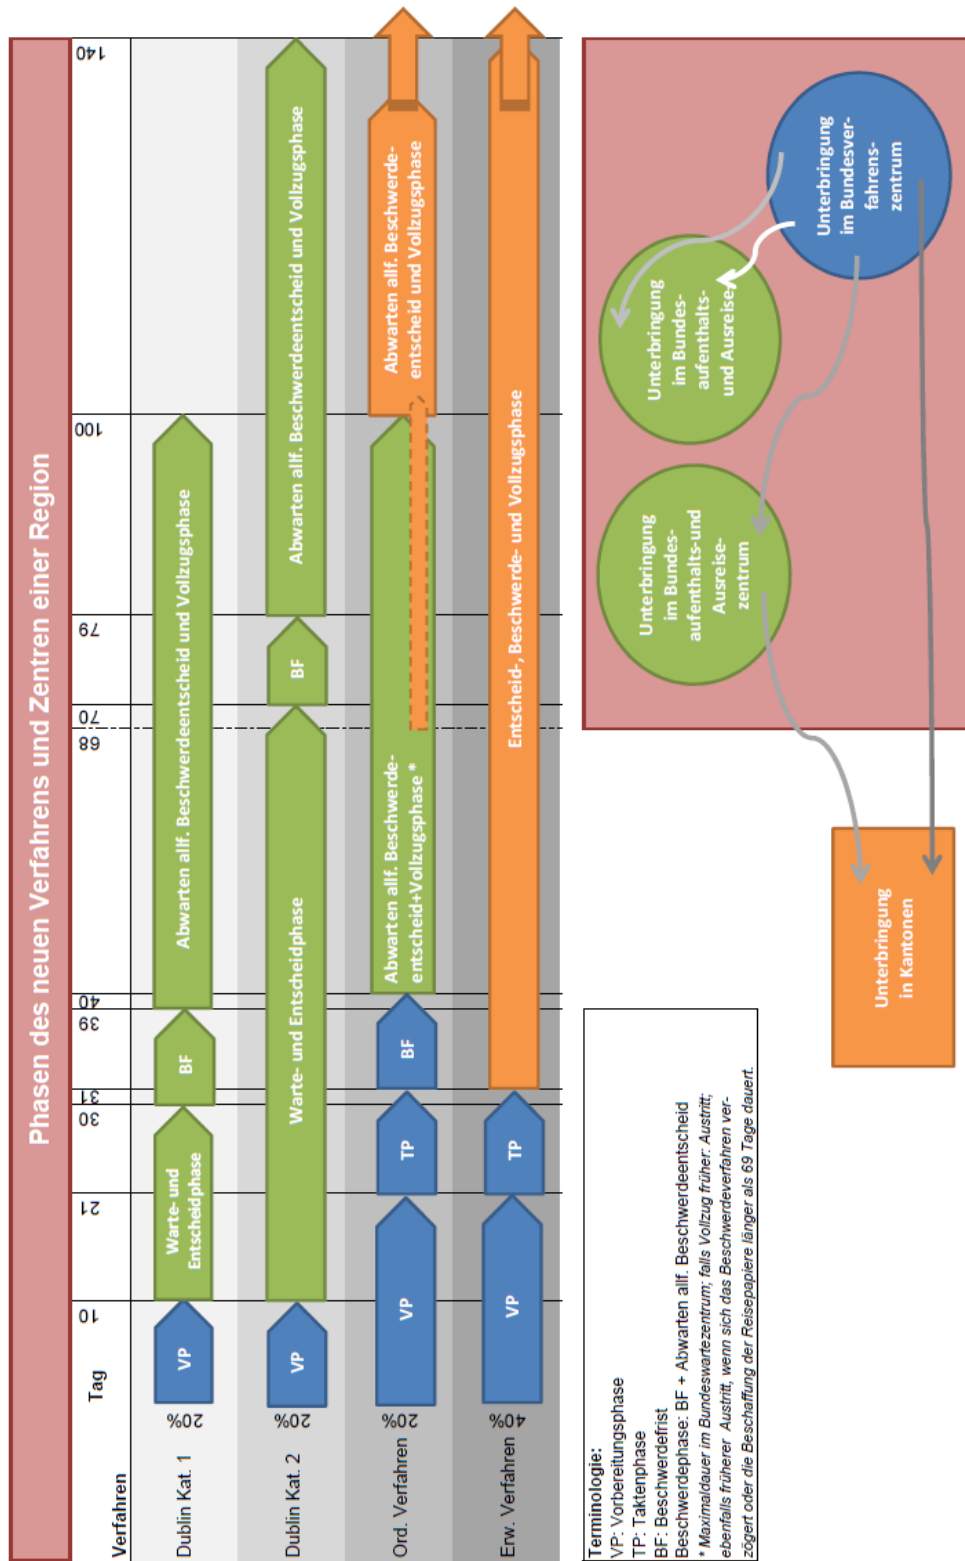 Phasen des neuen Verfahrens und Zentren einer Region
Verfahren
Tag
10
21
30
31
39
40
68
70
79
100
140
Dublin Kat. 1
20%
VP
Warte- und
Entscheidphase
BF
Abwarten allf. Beschwerdeentscheid und Vollzugsphase
Dublin Kat. 2
20%
VP
Warte- und Entscheidphase
BF
Abwarten allf. Beschwerdeentscheid und Vollzugsphase
Ord. Verfahren
20%
VP
TP
BF
Abwarten allf. Beschwerde-
entscheid+Vollzugsphase *
Abwarten allf. Beschwerde-
entscheid und Vollzugsphase
Erw. Verfahren
40%
VP
TP
Entscheid-, Beschwerde- und Vollzugsphase
Terminologie:
VP: Vorbereitungsphase
TP: Taktenphase
BF: Beschwerdefrist
Beschwerdephase: BF + Abwarten allf. Beschwerdeentscheid
* Maximaldauer im Bundeswartezentrum; falls Vollzug früher: Austritt;
ebenfalls früherer Austritt, wenn sich das Beschwerdeverfahren ver-
zögert oder die Beschaffung der Reisepapiere länger als 69 Tage dauert.
Unterbringung
in Kantonen
Unterbringung
im Bundes-
aufenthalts-und
Ausreise-
zentrum
Unterbringung
im Bundes-
aufenthalts-
und Ausreise-
Unterbringung
im Bundesver-
fahrens-
zentrum